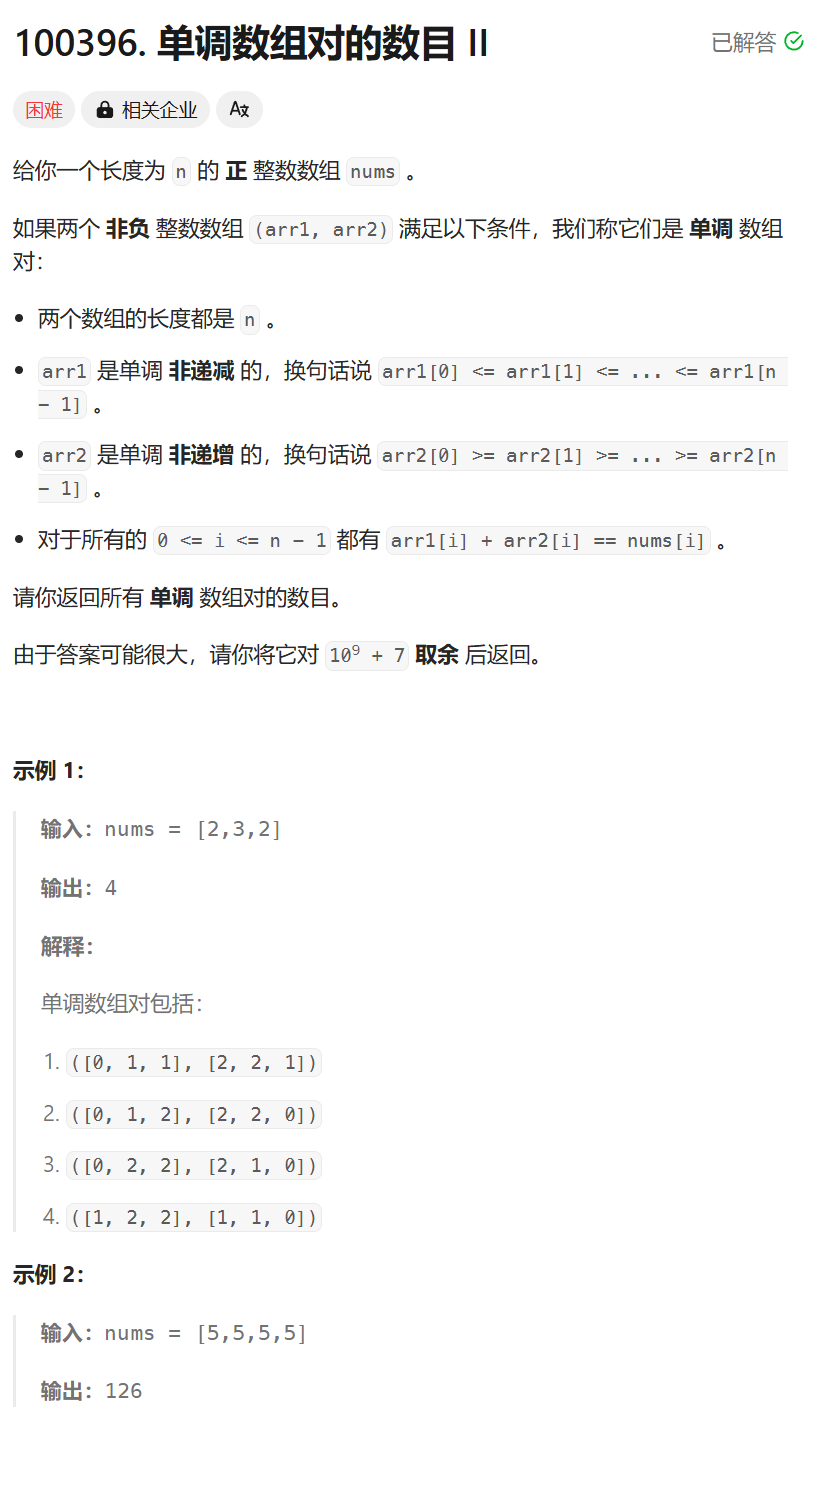 100396. 单调数组对的数目 II
已解答
困难
相关企业
给你一个长度为 n 的 正 整数数组 nums 。
如果两个 非负 整数数组 (arr1, arr2) 满足以下条件，我们称它们是 单调 数组
对：
• 两个数组的长度都是 n 。
• arr1 是单调 非递减 的，换句话说 arr1[0] <= arr1[1] <= ... <= arr1[n
- 1] 。
• arr2 是单调 非递增 的，换句话说 arr2[0] >= arr2[1] >= ... >= arr2[n
- 1] 。
• 对于所有的 0 <= i <= n - 1 都有 arr1[i] + arr2[i] == nums[i] 。
请你返回所有 单调 数组对的数目。
由于答案可能很大，请你将它对 10⁹ + 7 取余 后返回。
示例 1：
输入：nums = [2,3,2]
输出：4
解释：
单调数组对包括：
1. ([0, 1, 1], [2, 2, 1])
2. ([0, 1, 2], [2, 2, 0])
3. ([0, 2, 2], [2, 1, 0])
4. ([1, 2, 2], [1, 1, 0])
示例 2：
输入：nums = [5,5,5,5]
输出：126